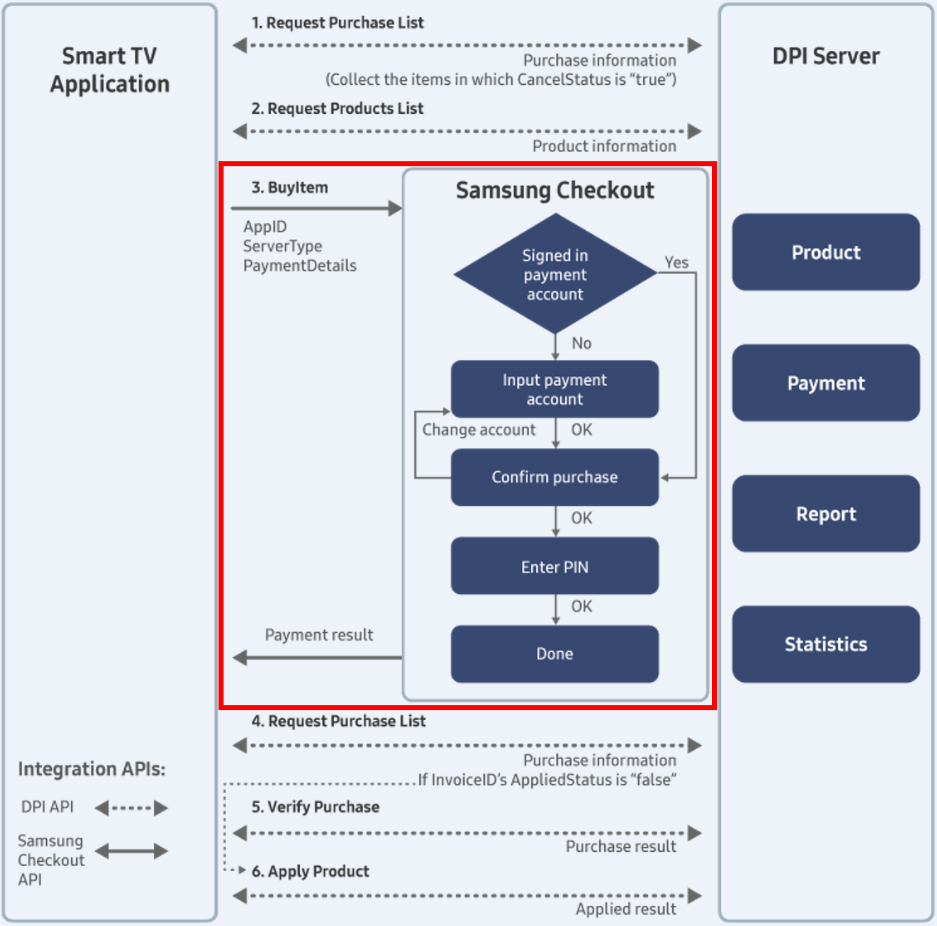 Smart TV
Application
1. Request Purchase List
Purchase information
(Collect the items in which CancelStatus is “true”)
2. Request Products List
Product information
3. BuyItem
AppID
ServerType
PaymentDetails
Samsung Checkout
Signed in
payment
account
Yes
No
Input payment
account
Change account
OK
Confirm purchase
OK
Enter PIN
OK
Done
Payment result
4. Request Purchase List
Purchase information
If InvoiceID’s AppliedStatus is “false”
5. Verify Purchase
Purchase result
6. Apply Product
Applied result
Integration APIs:
DPI API
Samsung
Checkout
API
DPI Server
Product
Payment
Report
Statistics